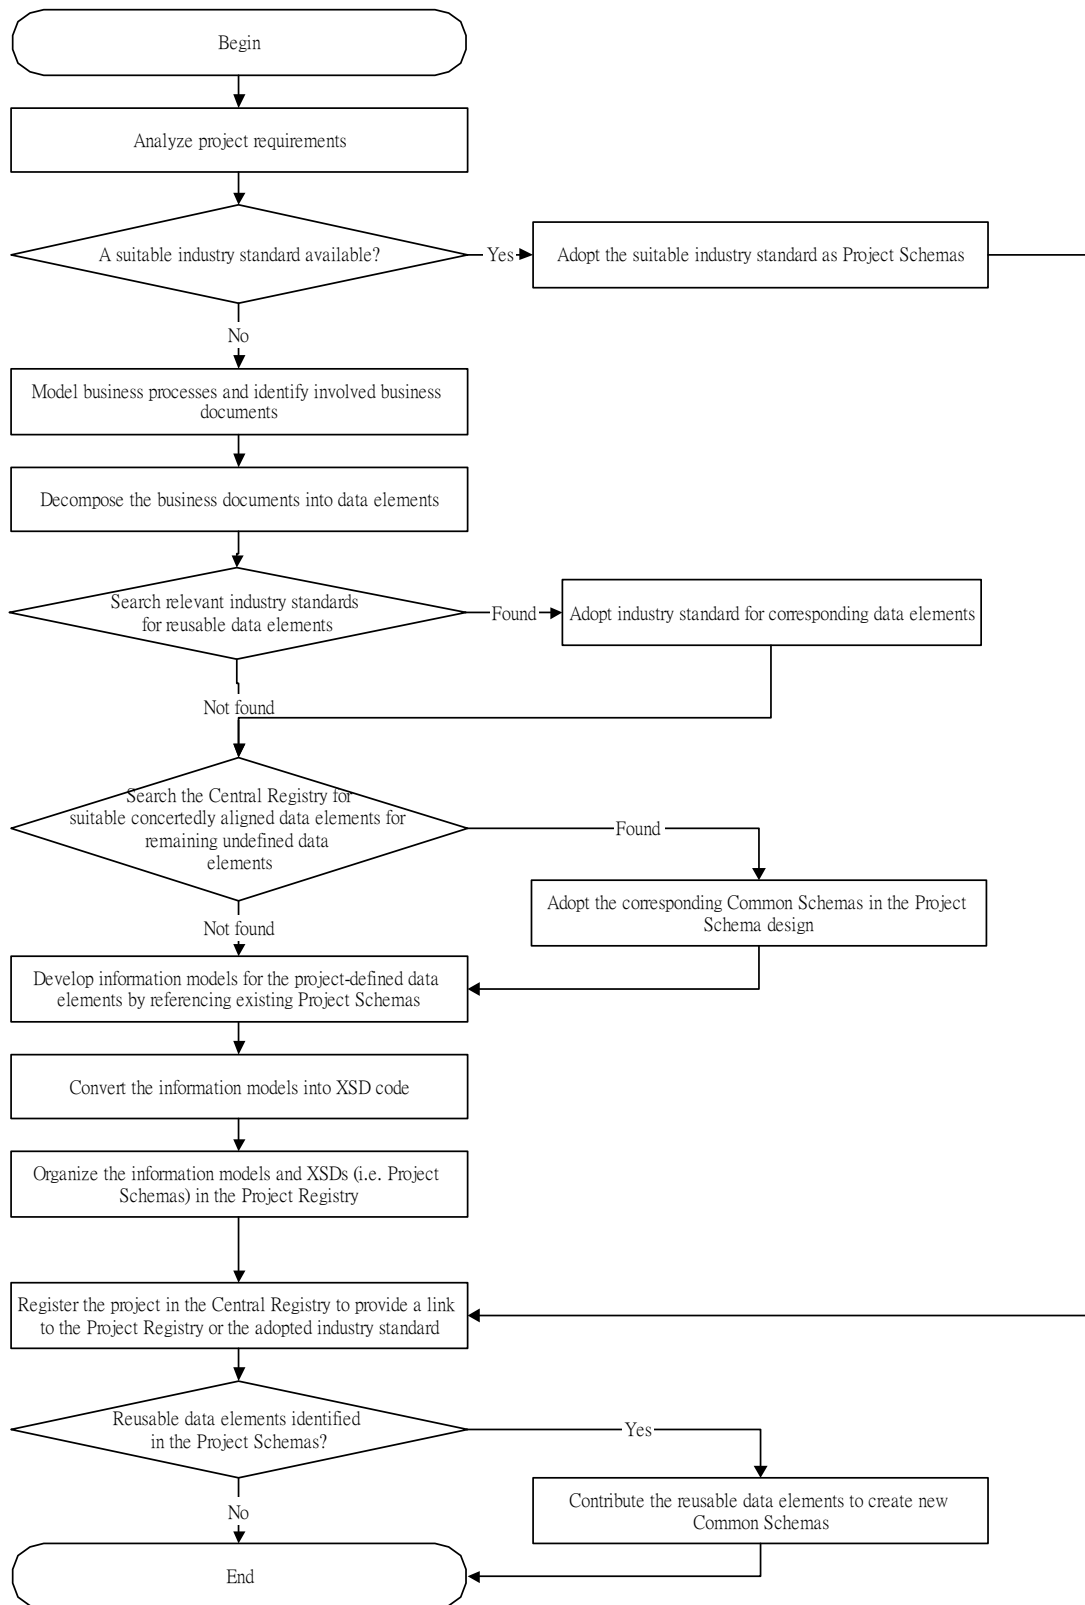 Begin
Analyze project requirements
A suitable industry standard available?
Yes
Adopt the suitable industry standard as Project Schemas
No
Model business processes and identify involved business
documents
Decompose the business documents into data elements
Search relevant industry standards
for reusable data elements
Found
Adopt industry standard for corresponding data elements
Not found
Search the Central Registry for
suitable concertedly aligned data elements for
remaining undefined data
elements
Found
Adopt the corresponding Common Schemas in the Project
Schema design
Not found
Develop information models for the project-defined data
elements by referencing existing Project Schemas
Convert the information models into XSD code
Organize the information models and XSDs (i.e. Project
Schemas) in the Project Registry
Register the project in the Central Registry to provide a link
to the Project Registry or the adopted industry standard
Reusable data elements identified
in the Project Schemas?
Yes
Contribute the reusable data elements to create new
Common Schemas
No
End